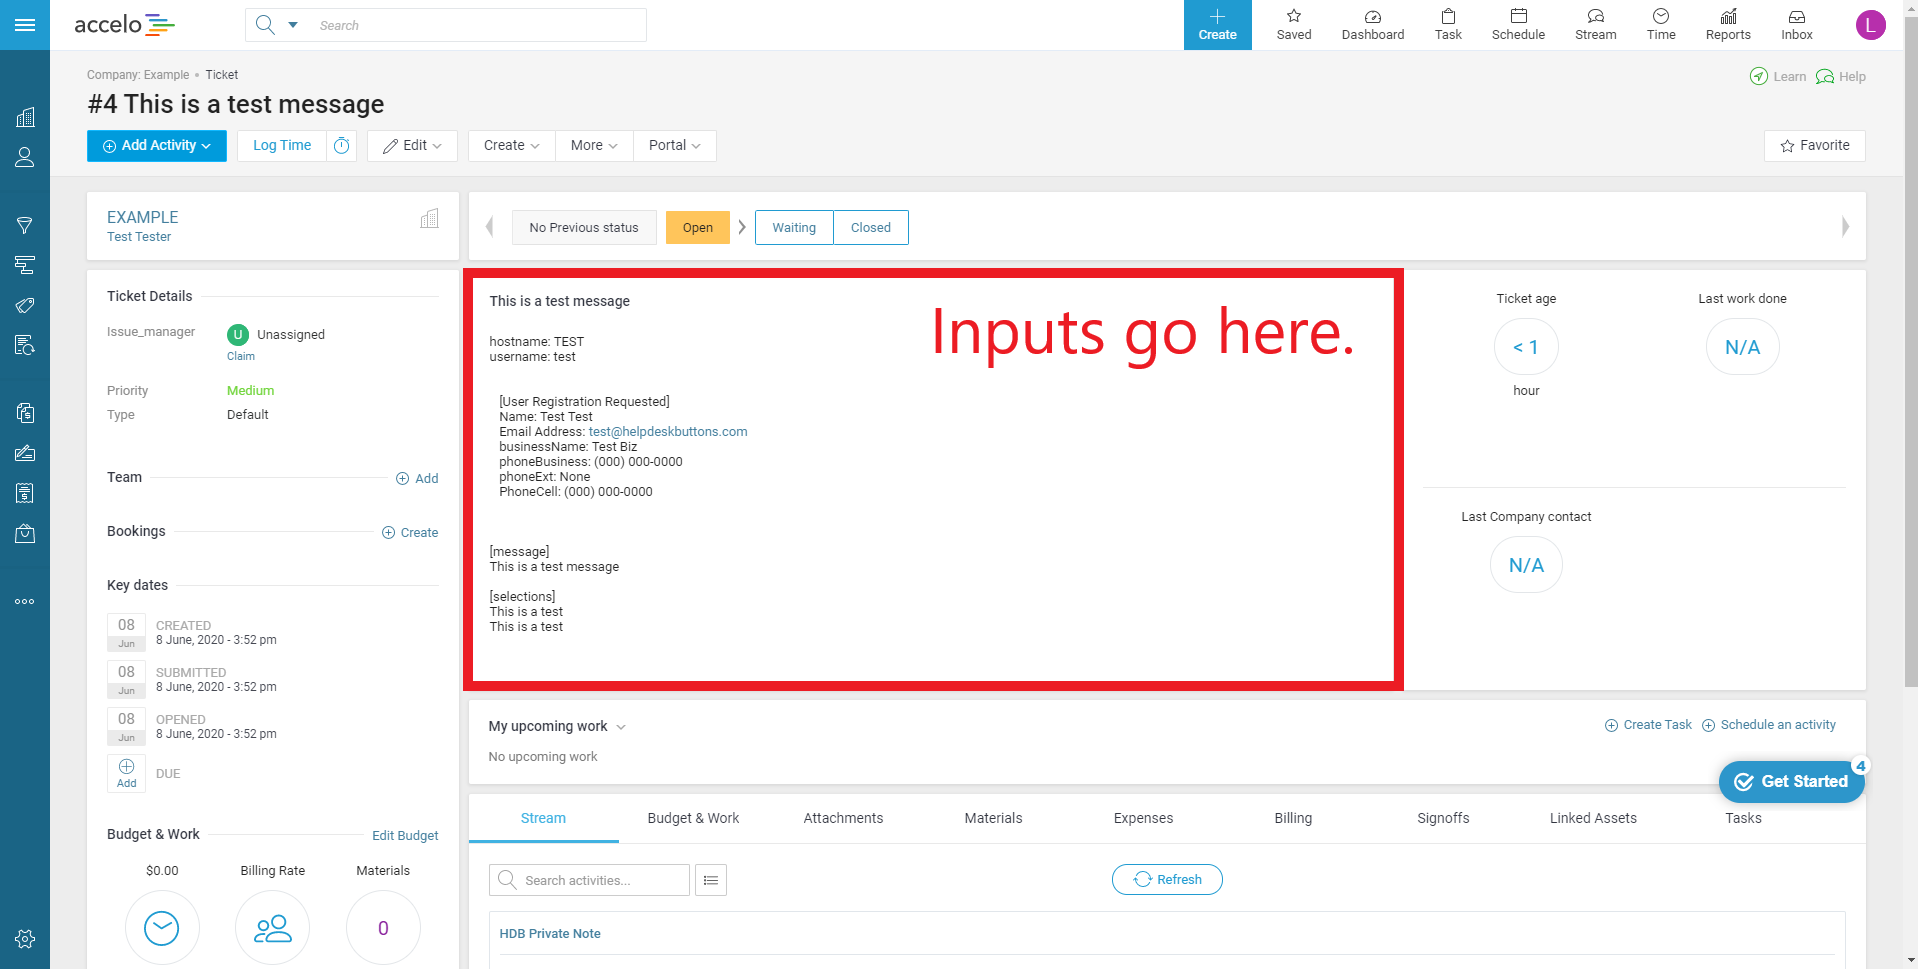 accelo
Search
Create
Saved
Dashboard
Task
Schedule
Stream
Time
Reports
Inbox
L
Company: Example • Ticket
Learn
Help
#4 This is a test message
Add Activity
Log Time
Edit
Create
More
Portal
Favorite
EXAMPLE
Test Tester
No Previous status
Open
Waiting
Closed
Ticket Details
Issue_manager
U
Unassigned
Claim
Priority
Medium
Type
Default
Team
Add
Bookings
Create
Key dates
08
Jun
CREATED
8 June, 2020 - 3:52 pm
08
Jun
SUBMITTED
8 June, 2020 - 3:52 pm
08
Jun
OPENED
8 June, 2020 - 3:52 pm
Add
DUE
Budget & Work
Edit Budget
$0.00
Billing Rate
Materials
0
This is a test message
Inputs go here.
hostname: TEST
username: test
[User Registration Requested]
Name: Test Test
Email Address: test@helpdeskbuttons.com
businessName: Test Biz
phoneBusiness: (000) 000-0000
phoneExt: None
PhoneCell: (000) 000-0000
[message]
This is a test message
[selections]
This is a test
This is a test
Ticket age
< 1
hour
Last work done
N/A
Last Company contact
N/A
My upcoming work
Create Task
Schedule an activity
No upcoming work
4
Get Started
Stream
Budget & Work
Attachments
Materials
Expenses
Billing
Signoffs
Linked Assets
Tasks
Search activities...
Refresh
HDB Private Note